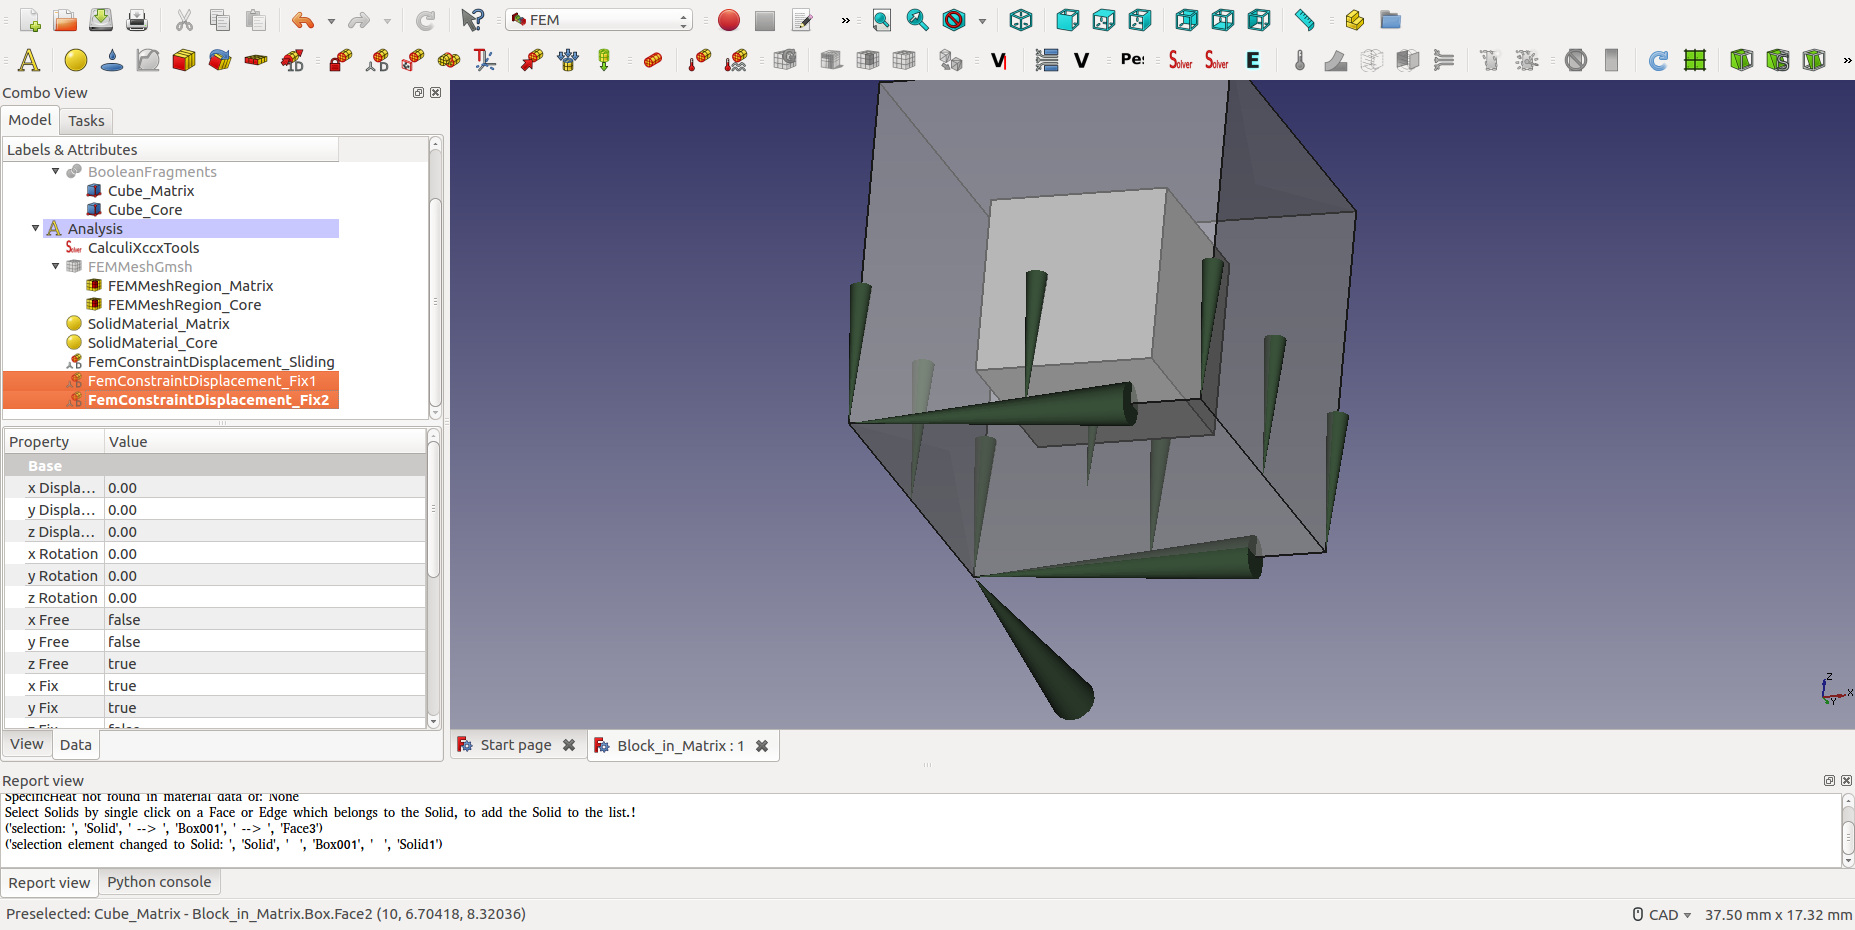 FEM
»
A
A D
A D
V
V
Pe:
Solver
Solver
E
S
»
Combo View
Model
Tasks
Labels & Attributes
BooleanFragments
Cube_Matrix
Cube_Core
A Analysis
Solver CalculiXccxTools
FEMMeshGmsh
FEMMeshRegion_Matrix
FEMMeshRegion_Core
SolidMaterial_Matrix
SolidMaterial_Core
FemConstraintDisplacement_Sliding
FemConstraintDisplacement_Fix1
FemConstraintDisplacement_Fix2
Property Value
Base
x Displa... 0.00
y Displa... 0.00
z Displa... 0.00
x Rotation 0.00
y Rotation 0.00
z Rotation 0.00
x Free false
y Free false
z Free true
x Fix true
y Fix true
z Fix false
View
Data
Z
X
Y
Start page
Block_in_Matrix : 1
Report view
SpecificHeat not found in material data of: None
Select Solids by single click on a Face or Edge which belongs to the Solid, to add the Solid to the list.!
('selection: ', 'Solid', ' --> ', 'Box001', ' --> ', 'Face3')
('selection element changed to Solid: ', 'Solid', '  ', 'Box001', '  ', 'Solid1')
Report view
Python console
Preselected: Cube_Matrix - Block_in_Matrix.Box.Face2 (10, 6.70418, 8.32036)
CAD
37.50 mm x 17.32 mm